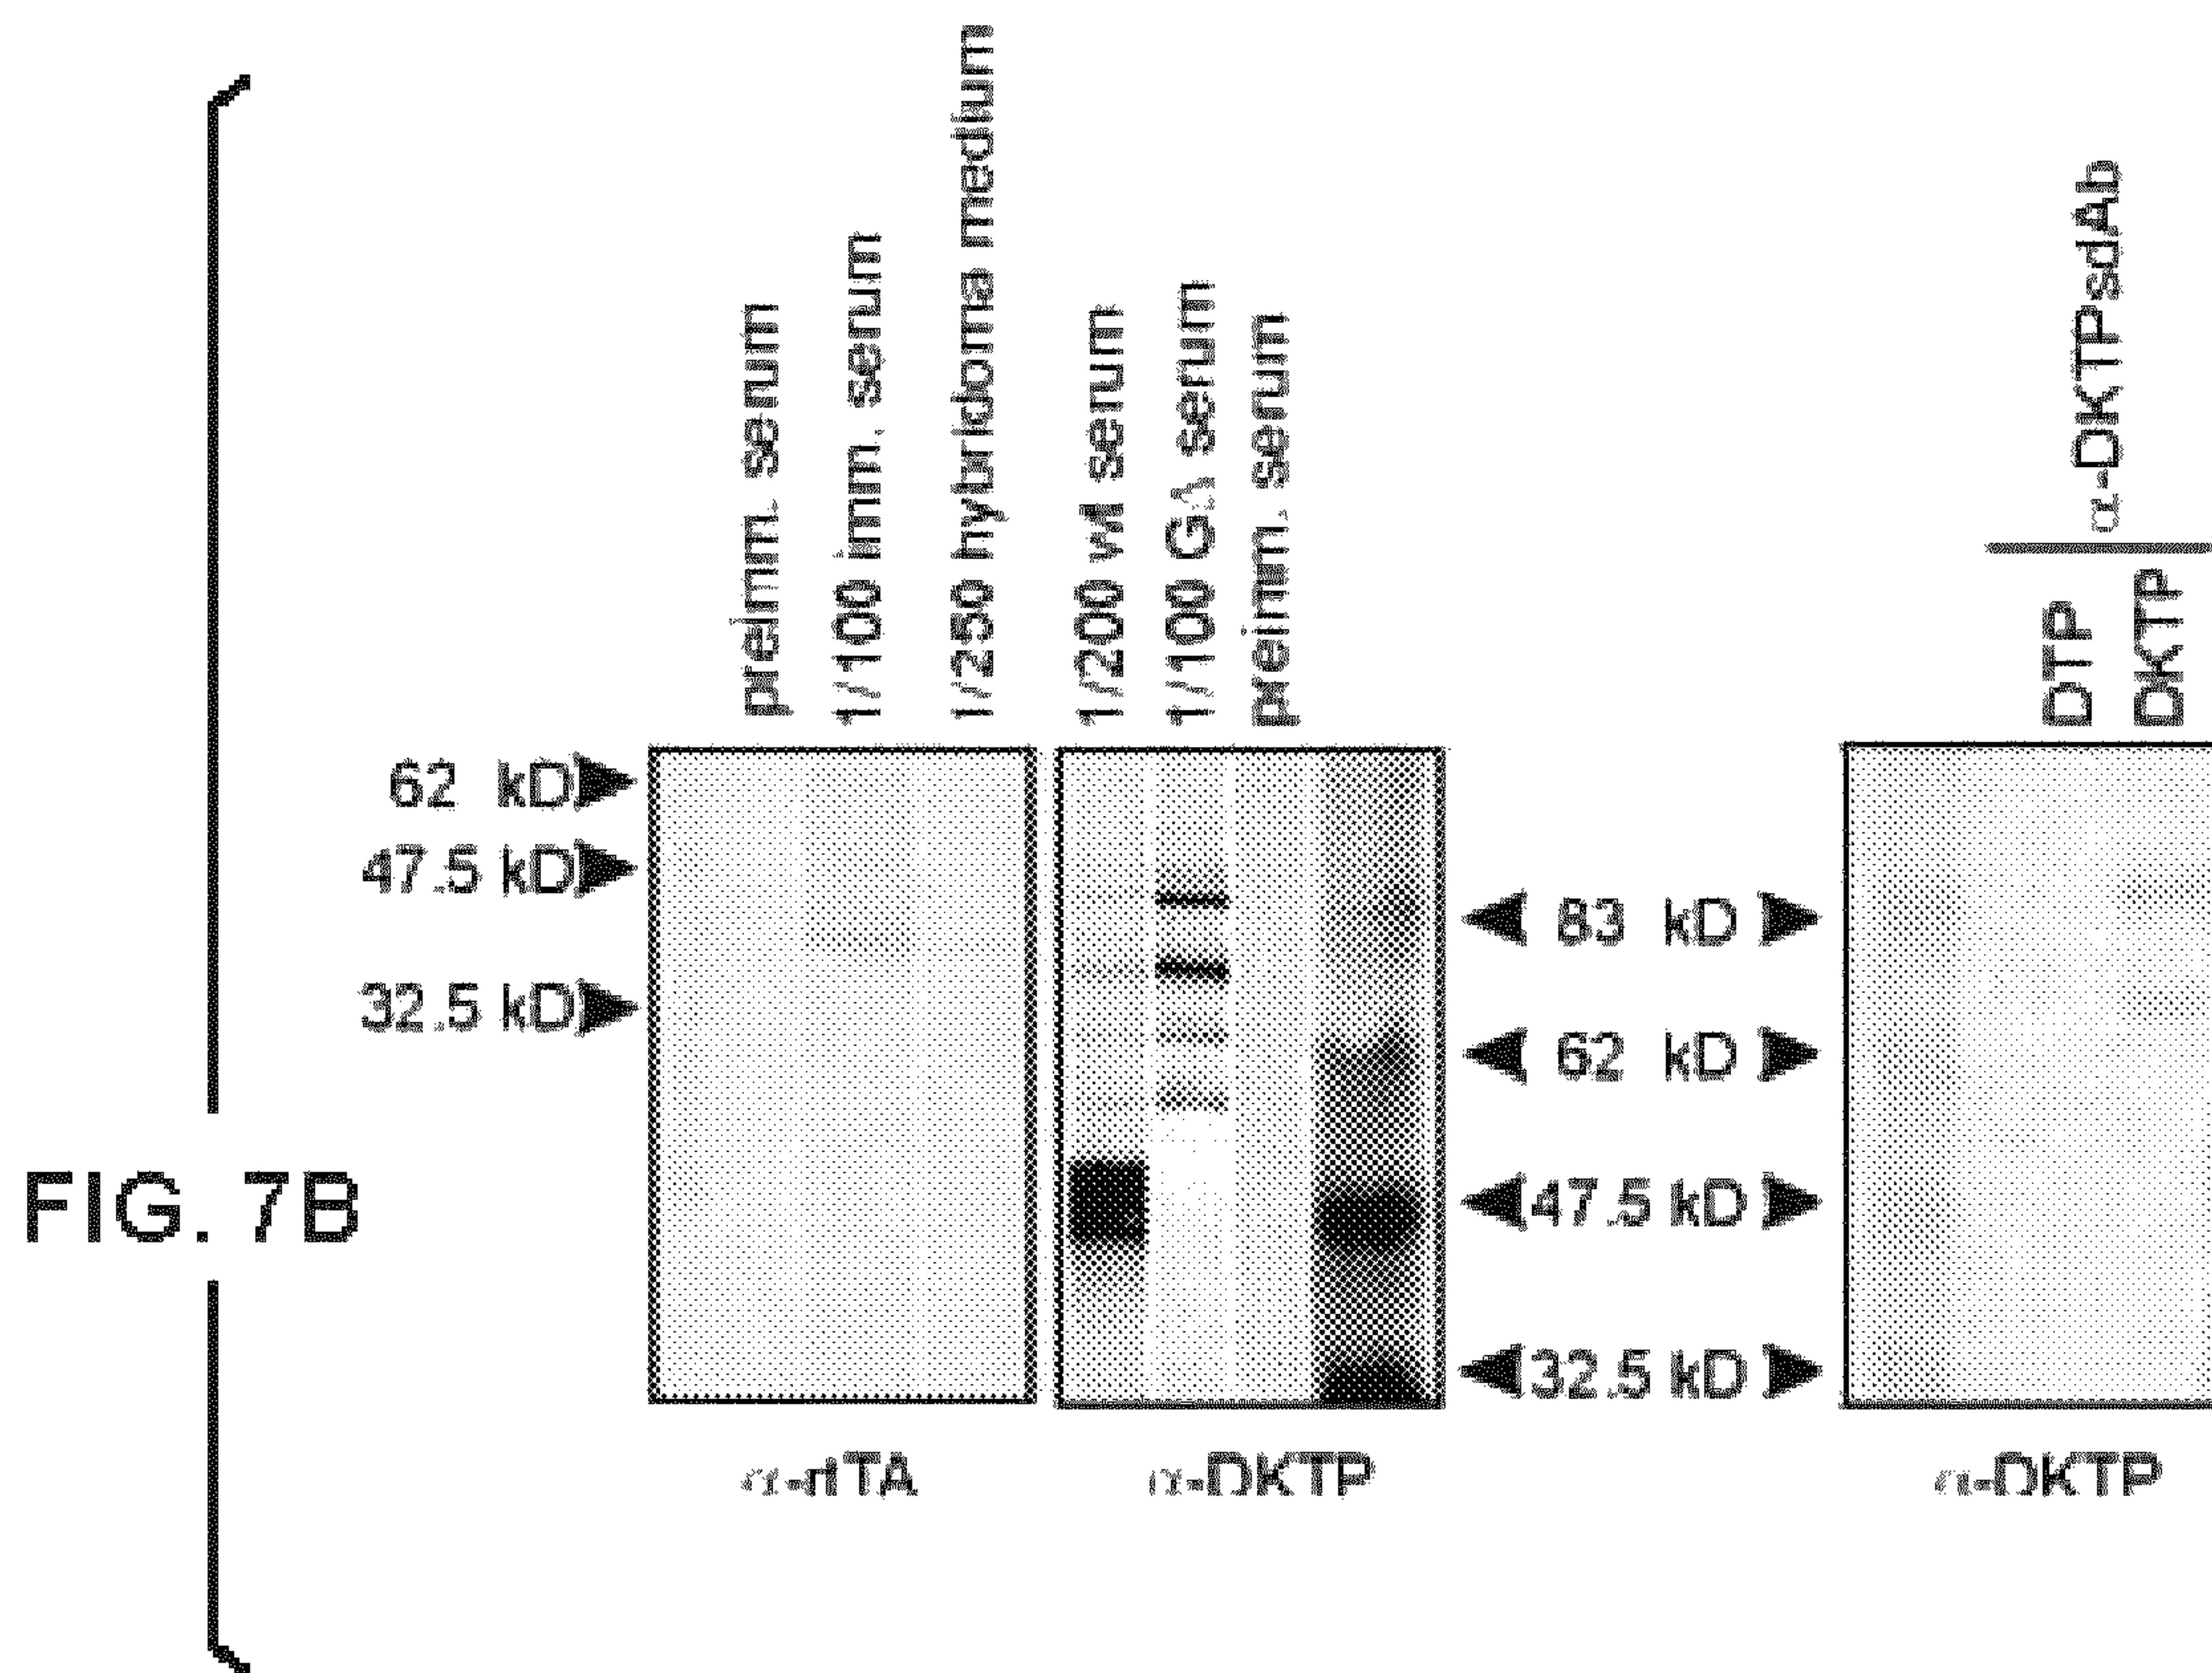 FIG. 7B
preimm. serum
1/100 imm. serum
1/250 hybridoma medium
1/200 wt serum
1/100 GA serum
preimm. serum
α-DKTPsdAb
DTP
DKTP
62 kD
47.5 kD
32.5 kD
83 kD
62 kD
47.5 kD
32.5 kD
α-rtTA
α-DKTP
α-DKTP